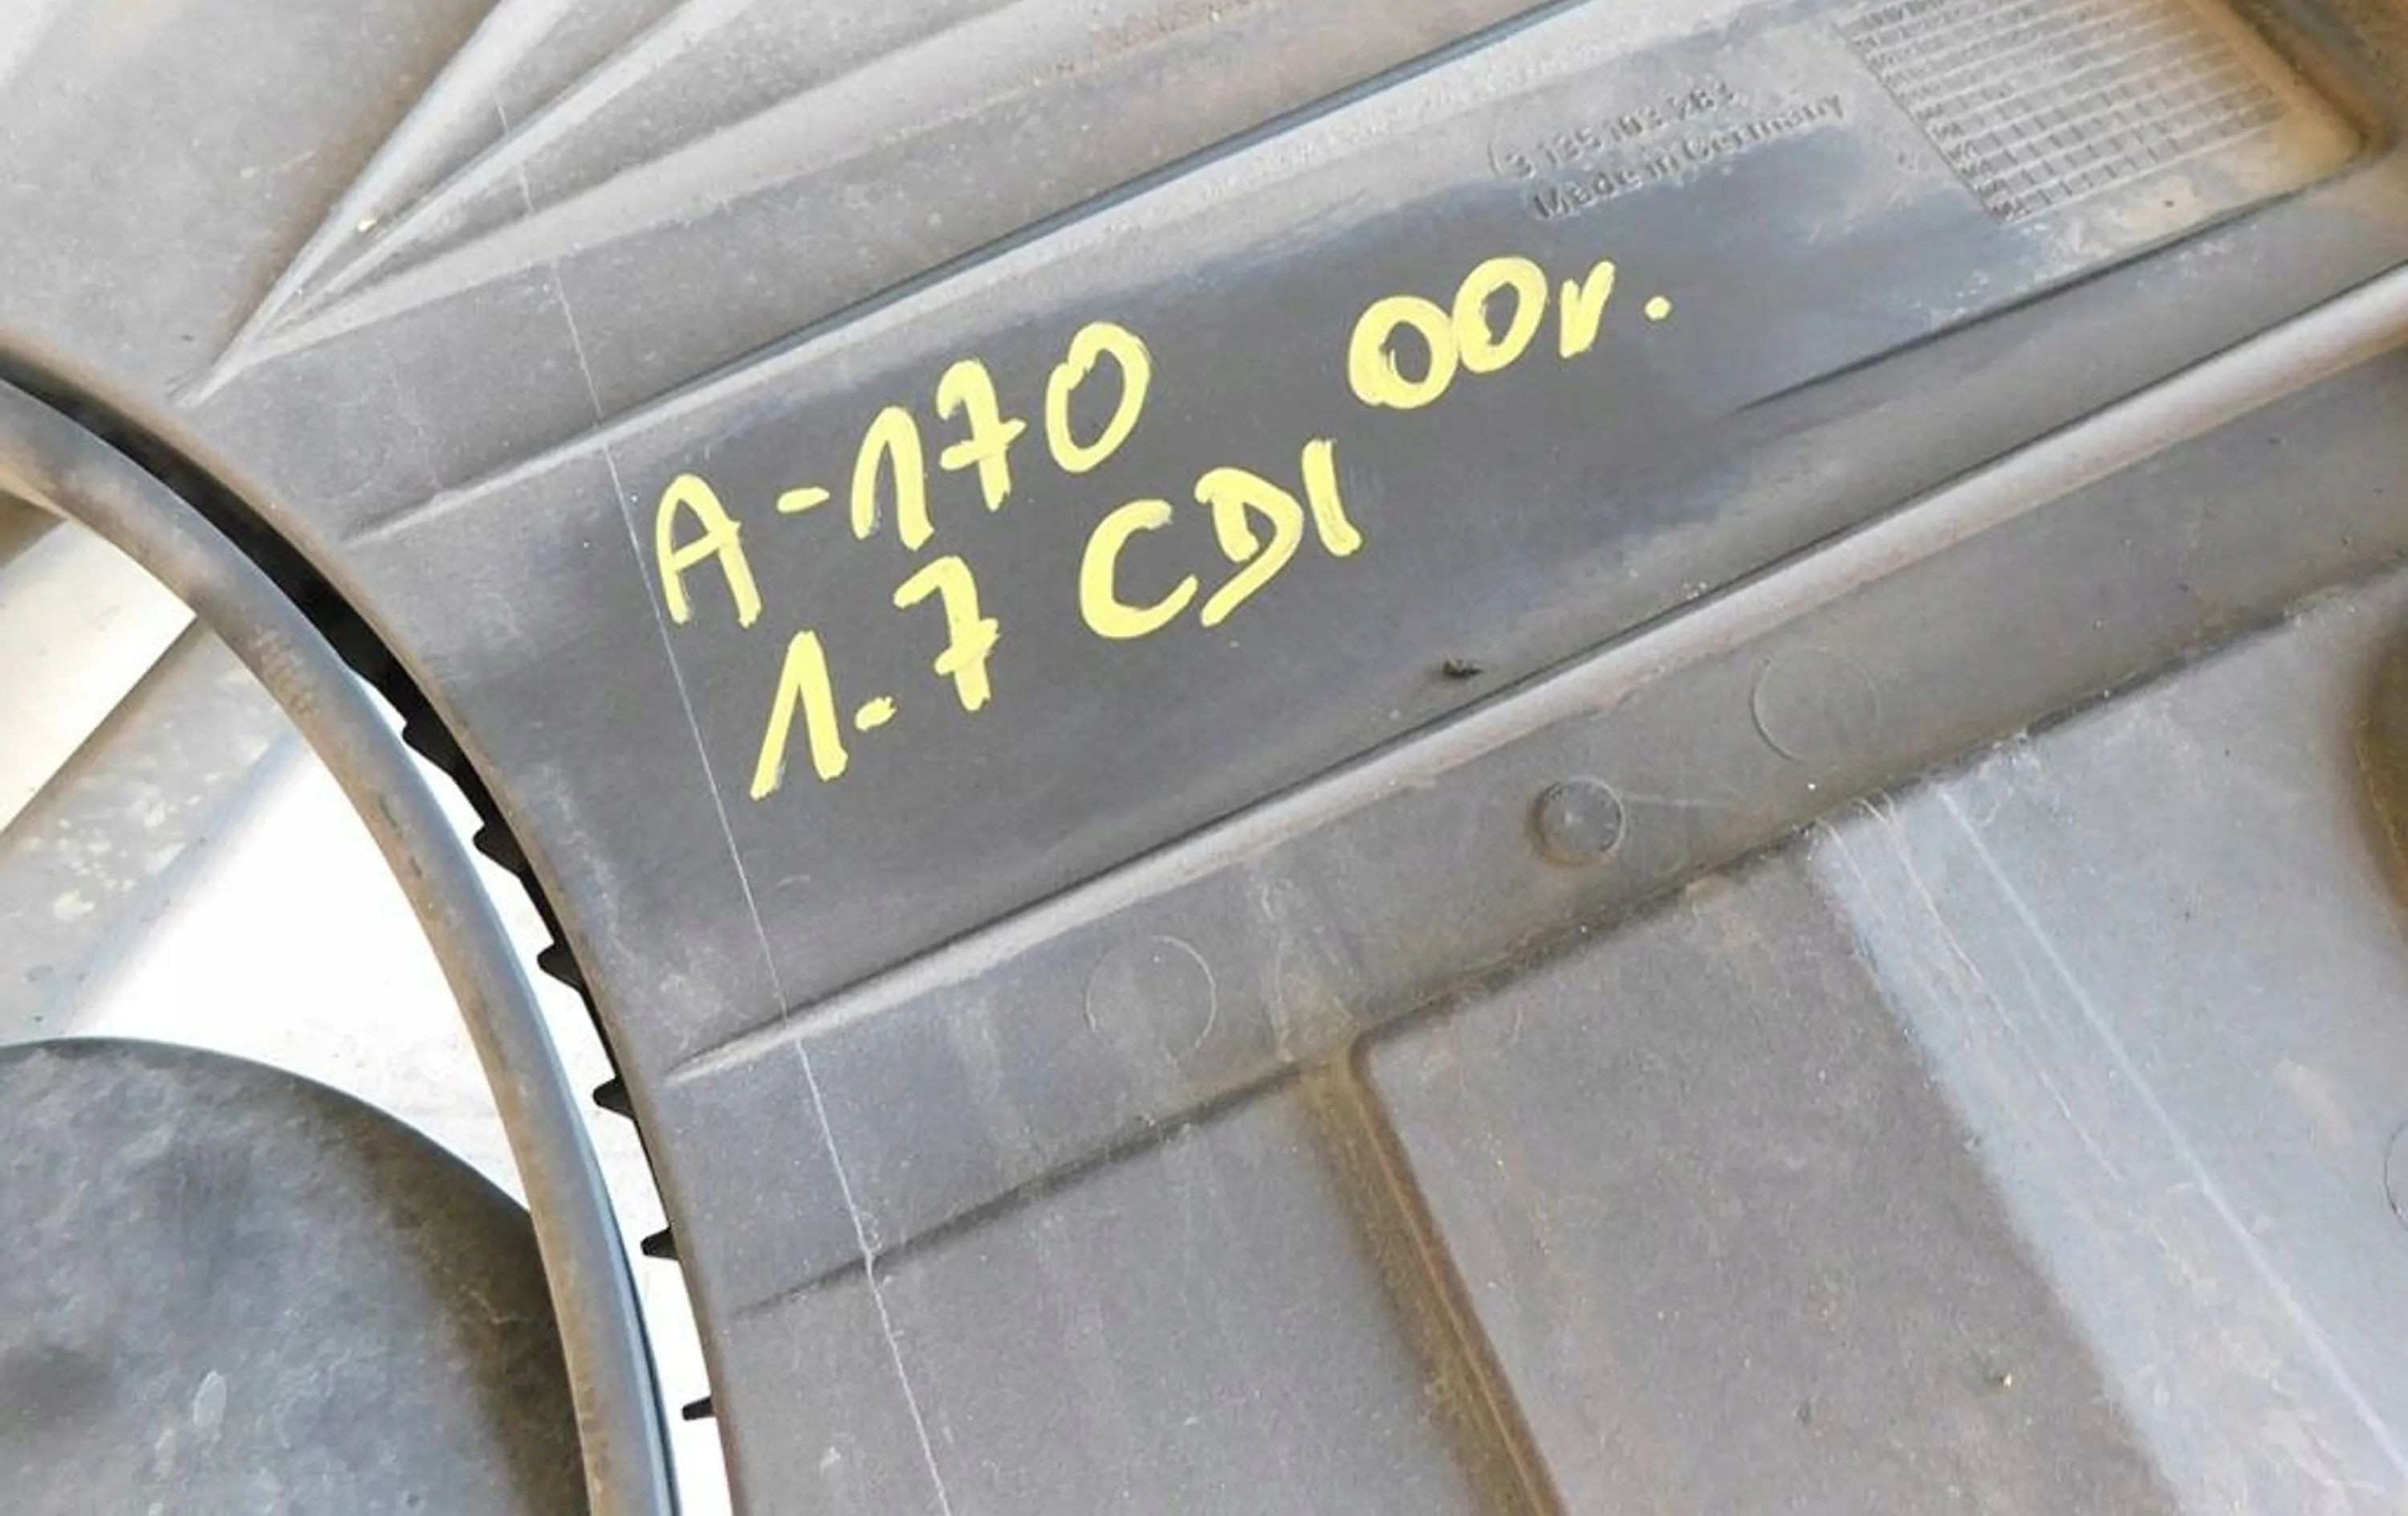 Made in Germany
A-170 00r.
1.7 CDI